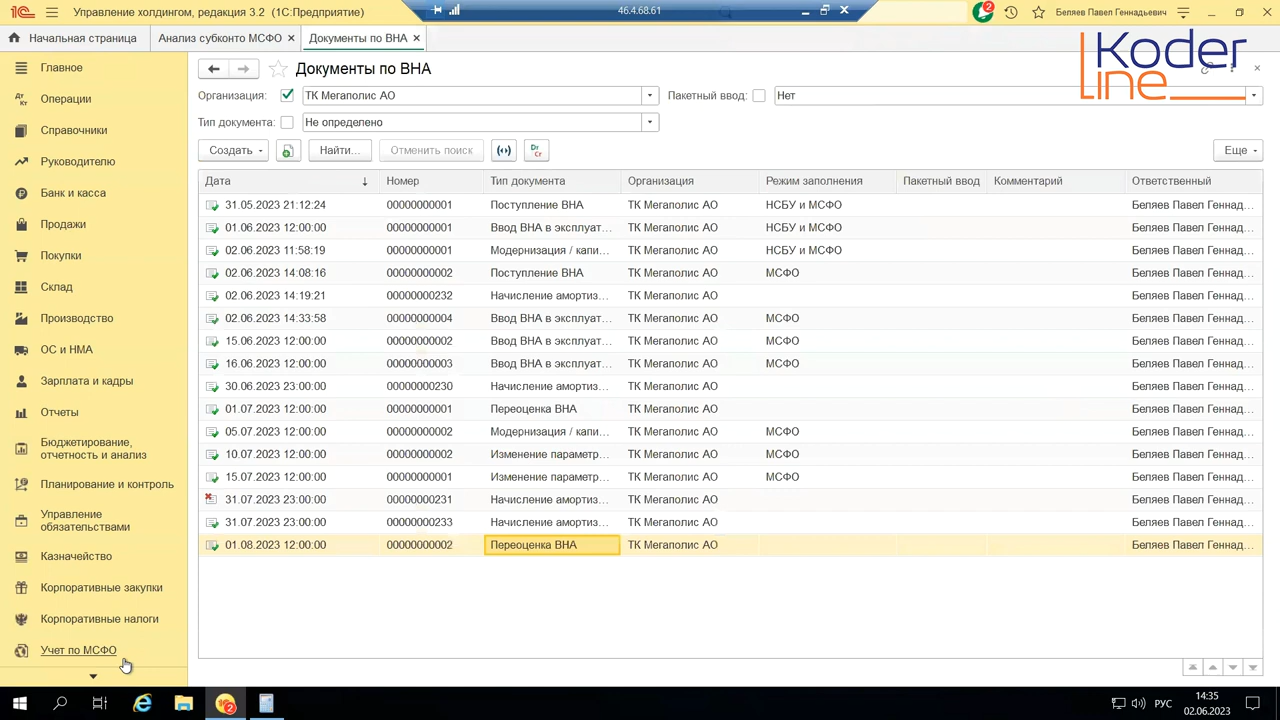 Управление холдингом, редакция 3.2 (1С:Предприятие)
46.4.68.61
2
Беляев Павел Геннадьевич
Начальная страница
Анализ субконто МСФО
Документы по ВНА
Koder
Line
Главное
Операции
Справочники
Руководителю
Банк и касса
Продажи
Покупки
Склад
Производство
ОС и НМА
Зарплата и кадры
Отчеты
Бюджетирование,
отчетность и анализ
Планирование и контроль
Управление
обязательствами
Казначейство
Корпоративные закупки
Корпоративные налоги
Учет по МСФО
Документы по ВНА
Организация: ТК Мегаполис АО Пакетный ввод: Нет
Тип документа: Не определено
Создать Найти... Отменить поиск Еще
Дата Номер Тип документа Организация Режим заполнения Пакетный ввод Комментарий Ответственный
31.05.2023 21:12:24 00000000001 Поступление ВНА ТК Мегаполис АО НСБУ и МСФО Беляев Павел Геннад...
01.06.2023 12:00:00 00000000001 Ввод ВНА в эксплуат... ТК Мегаполис АО НСБУ и МСФО Беляев Павел Геннад...
02.06.2023 11:58:19 00000000001 Модернизация / капи... ТК Мегаполис АО НСБУ и МСФО Беляев Павел Геннад...
02.06.2023 14:08:16 00000000002 Поступление ВНА ТК Мегаполис АО МСФО Беляев Павел Геннад...
02.06.2023 14:19:21 00000000232 Начисление амортиз... ТК Мегаполис АО Беляев Павел Геннад...
02.06.2023 14:33:58 00000000004 Ввод ВНА в эксплуат... ТК Мегаполис АО МСФО Беляев Павел Геннад...
15.06.2023 12:00:00 00000000002 Ввод ВНА в эксплуат... ТК Мегаполис АО МСФО Беляев Павел Геннад...
16.06.2023 12:00:00 00000000003 Ввод ВНА в эксплуат... ТК Мегаполис АО МСФО Беляев Павел Геннад...
30.06.2023 23:00:00 00000000230 Начисление амортиз... ТК Мегаполис АО Беляев Павел Геннад...
01.07.2023 12:00:00 00000000001 Переоценка ВНА ТК Мегаполис АО Беляев Павел Геннад...
05.07.2023 12:00:00 00000000002 Модернизация / капи... ТК Мегаполис АО МСФО Беляев Павел Геннад...
10.07.2023 12:00:00 00000000002 Изменение параметр... ТК Мегаполис АО МСФО Беляев Павел Геннад...
15.07.2023 12:00:00 00000000001 Изменение параметр... ТК Мегаполис АО МСФО Беляев Павел Геннад...
31.07.2023 23:00:00 00000000231 Начисление амортиз... ТК Мегаполис АО Беляев Павел Геннад...
31.07.2023 23:00:00 00000000233 Начисление амортиз... ТК Мегаполис АО Беляев Павел Геннад...
01.08.2023 12:00:00 00000000002 Переоценка ВНА ТК Мегаполис АО Беляев Павел Геннад...
РУС
14:35
02.06.2023